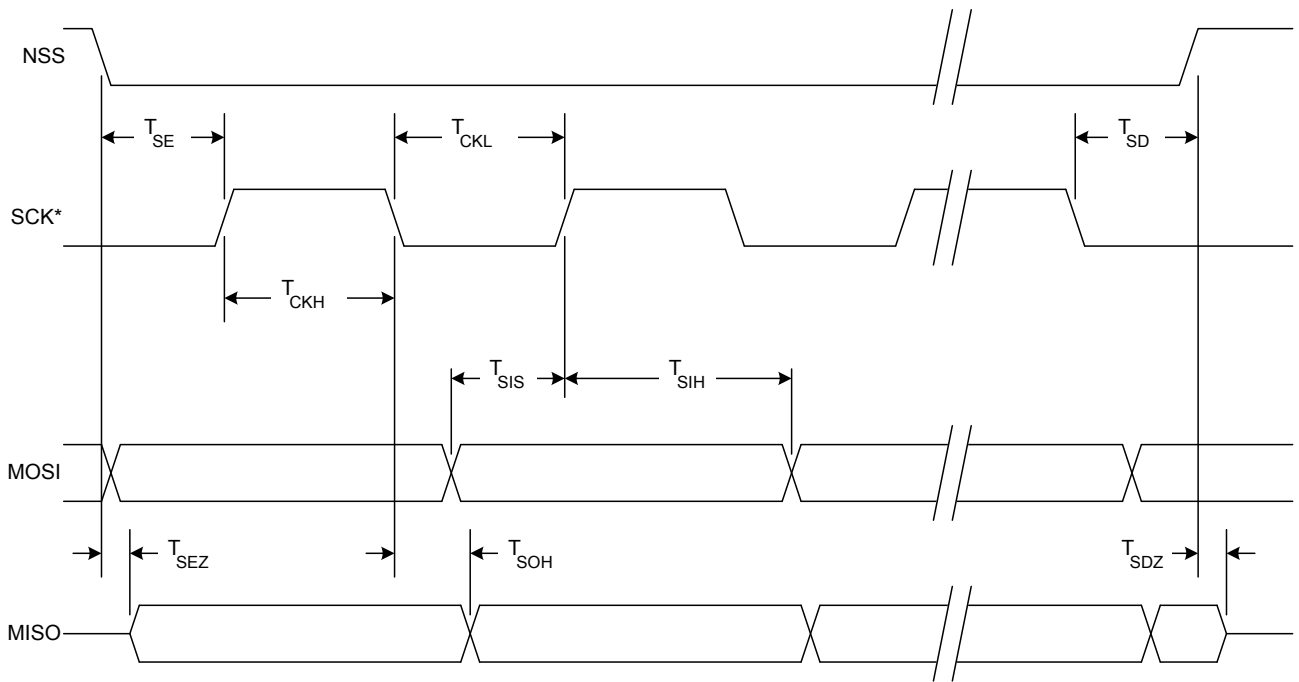 NSS
T_SE
T_CKL
T_SD
SCK*
T_CKH
T_SIS
T_SIH
MOSI
T_SEZ
T_SOH
T_SDZ
MISO